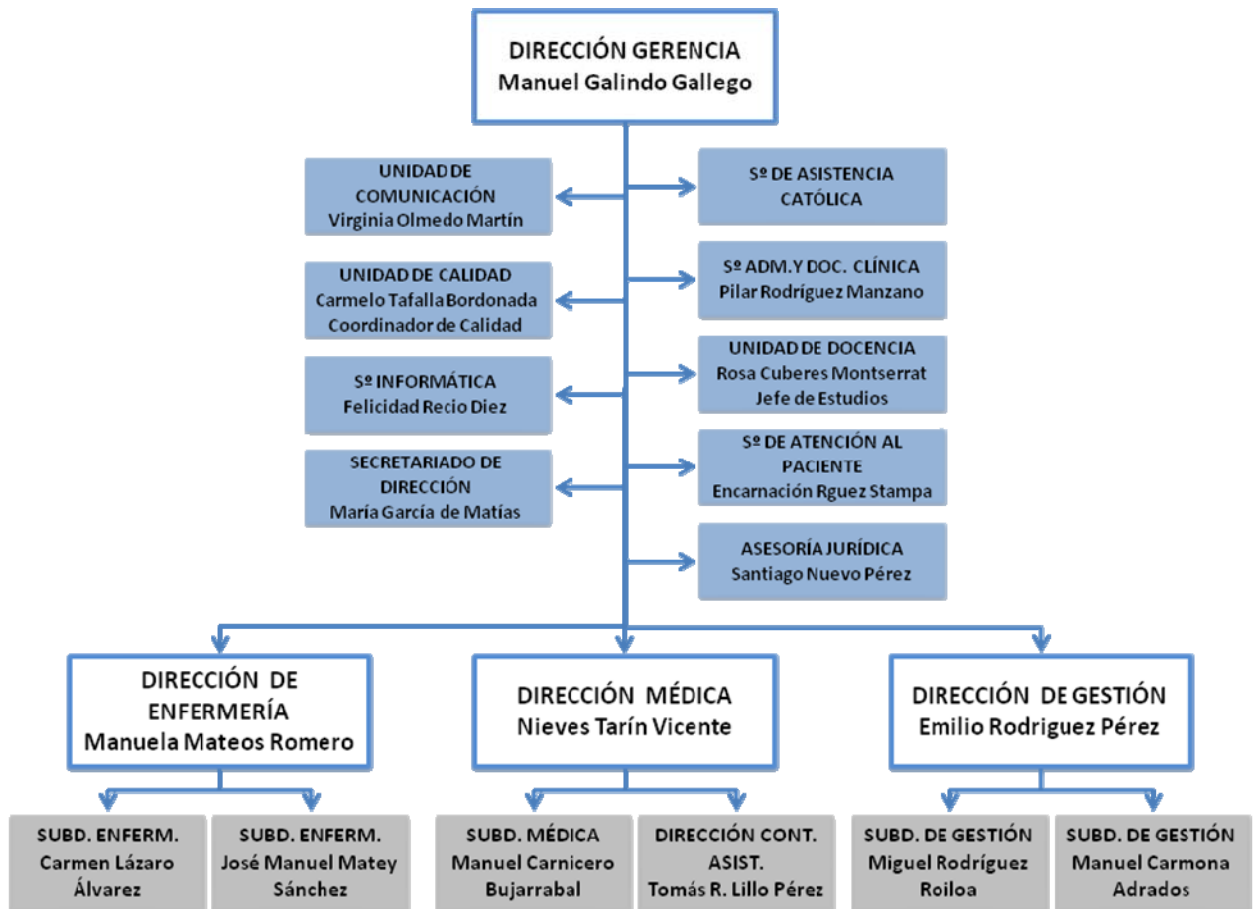 DIRECCIÓN GERENCIA
Manuel Galindo Gallego
UNIDAD DE
COMUNICACIÓN
Virginia Olmedo Martín
Sº DE ASISTENCIA
CATÓLICA
UNIDAD DE CALIDAD
Carmelo Tafalla Bordonada
Coordinador de Calidad
Sº ADM. Y DOC. CLÍNICA
Pilar Rodríguez Manzano
Sº INFORMÁTICA
Felicidad Recio Diez
UNIDAD DE DOCENCIA
Rosa Cuberes Montserrat
Jefe de Estudios
SECRETARIADO DE
DIRECCIÓN
María García de Matías
Sº DE ATENCIÓN AL
PACIENTE
Encarnación Rguez Stampa
ASESORÍA JURÍDICA
Santiago Nuevo Pérez
DIRECCIÓN DE
ENFERMERÍA
Manuela Mateos Romero
DIRECCIÓN MÉDICA
Nieves Tarín Vicente
DIRECCIÓN DE GESTIÓN
Emilio Rodriguez Pérez
SUBD. ENFERM.
Carmen Lázaro
Álvarez
SUBD. ENFERM.
José Manuel Matey
Sánchez
SUBD. MÉDICA
Manuel Carnicero
Bujarrabal
DIRECCIÓN CONT.
ASIST.
Tomás R. Lillo Pérez
SUBD. DE GESTIÓN
Miguel Rodríguez
Roiloa
SUBD. DE GESTIÓN
Manuel Carmona
Adrados